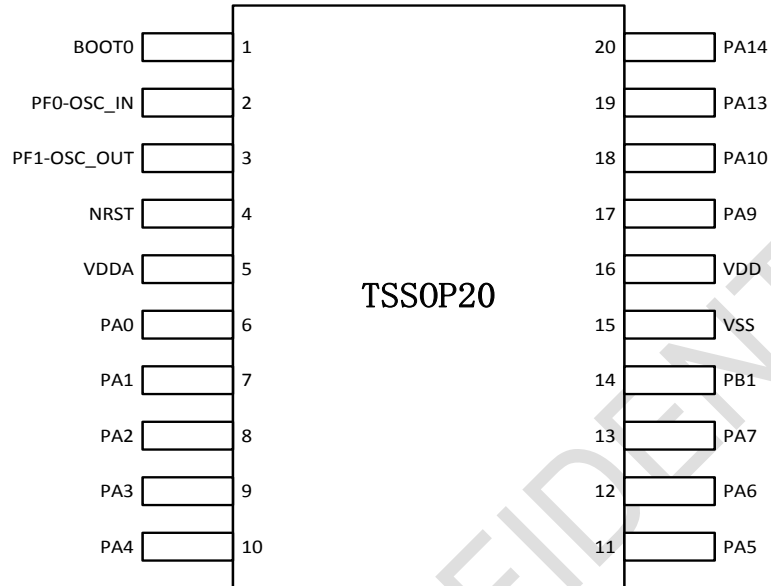 BOOT0 1 20 PA14
PF0-OSC_IN 2 19 PA13
PF1-OSC_OUT 3 18 PA10
NRST 4 17 PA9
VDDA 5 16 VDD
TSSOP20
PA0 6 15 VSS
PA1 7 14 PB1
PA2 8 13 PA7
PA3 9 12 PA6
PA4 10 11 PA5